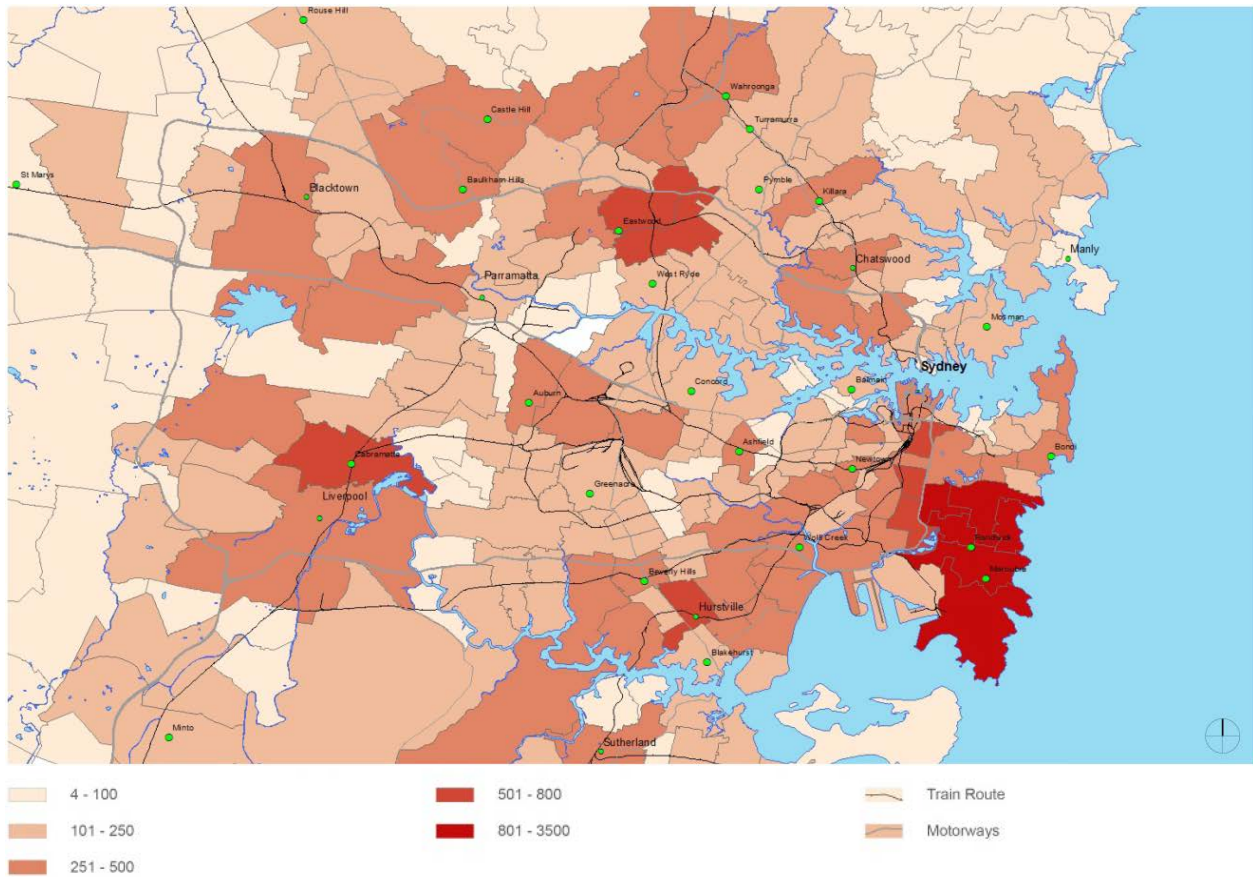 Rouse Hill
Wahroonga
Castle Hill
Turramurra
St Marys
Blacktown
Baulkham Hills
Pymble
Killara
Eastwood
Manly
Chatswood
West Ryde
Parramatta
Mosman
Sydney
Concord
Balmain
Auburn
Ashfield
Bondi
Cabramatta
Newtown
Greenacre
Liverpool
Wolli Creek
Randwick
Beverly Hills
Maroubra
Hurstville
Blakehurst
Minto
Sutherland
4 - 100
501 - 800
Train Route
101 - 250
801 - 3500
Motorways
251 - 500